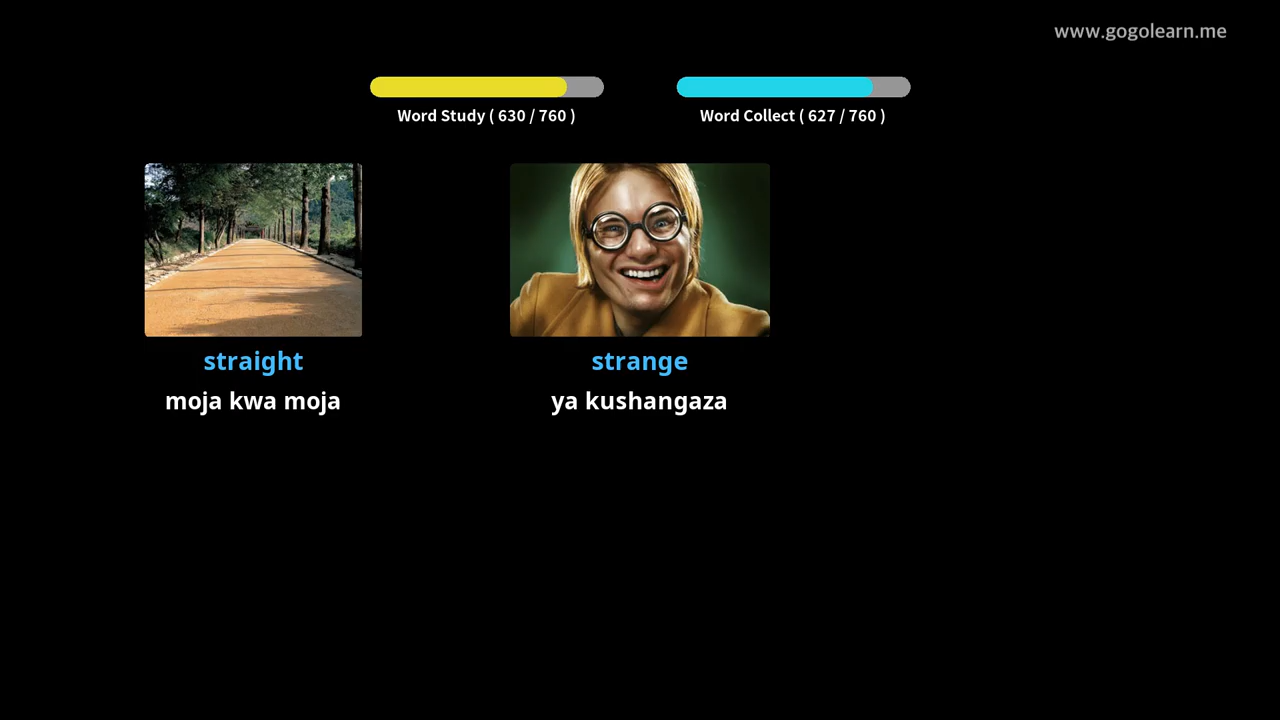 www.gogolearn.me
Word Study ( 630 / 760 )
Word Collect ( 627 / 760 )
straight
moja kwa moja
strange
ya kushangaza